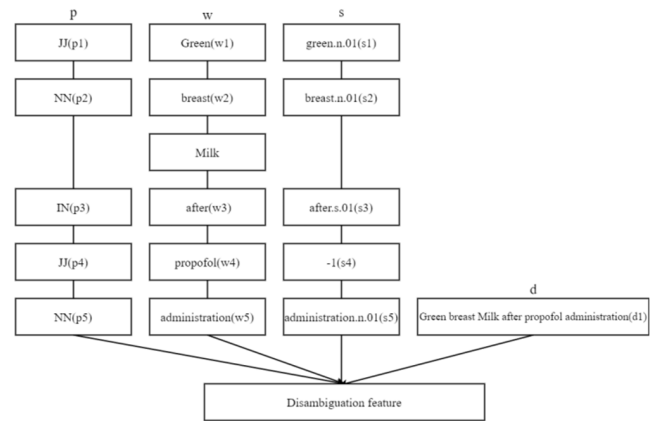 p w s
JJ(p1) Green(w1) green.n.01(s1)
NN(p2) breast(w2) breast.n.01(s2)
Milk
IN(p3) after(w3) after.s.01(s3)
JJ(p4) propofol(w4) -1(s4)
d
NN(p5) administration(w5) administration.n.01(s5) Green breast Milk after propofol administration(d1)
Disambiguation feature